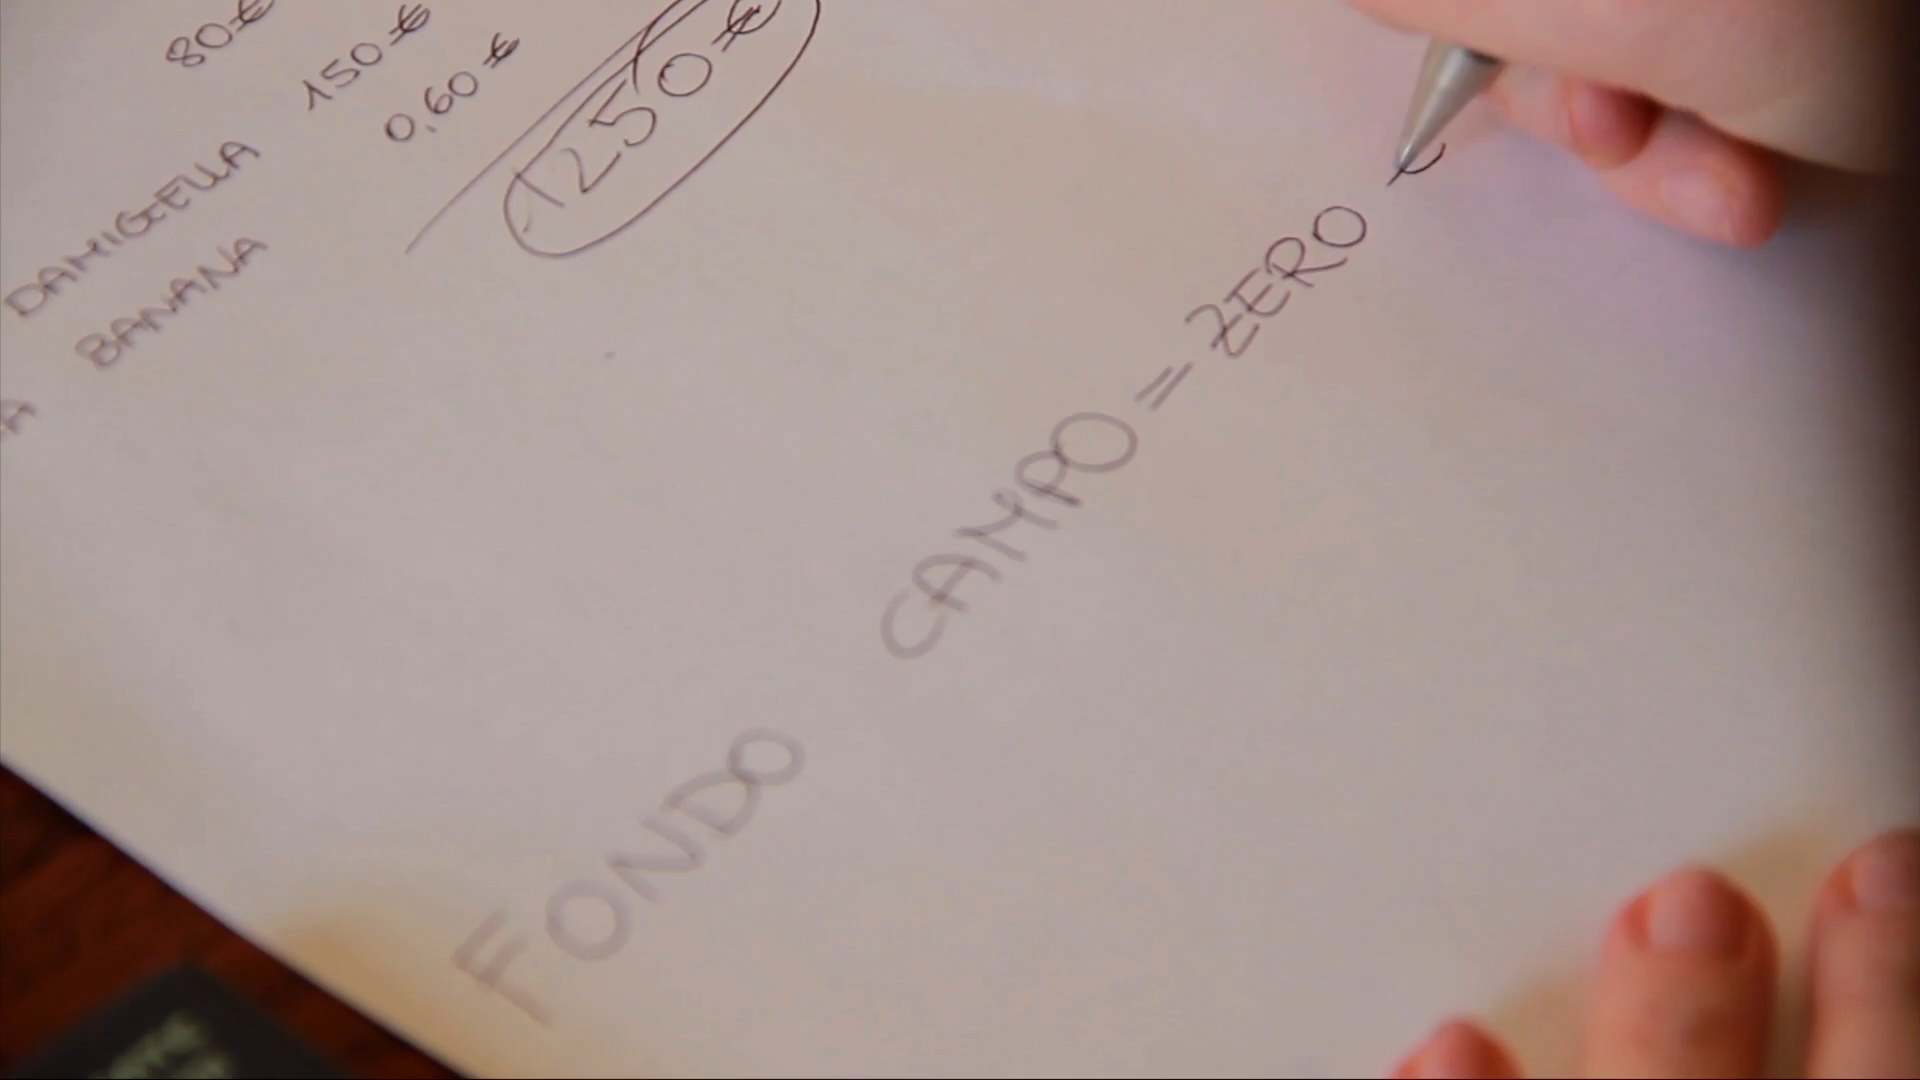 80€
DAMIGELLA 150€
BANANA 0,60€
1250€
FONDO CAMPO = ZERO €